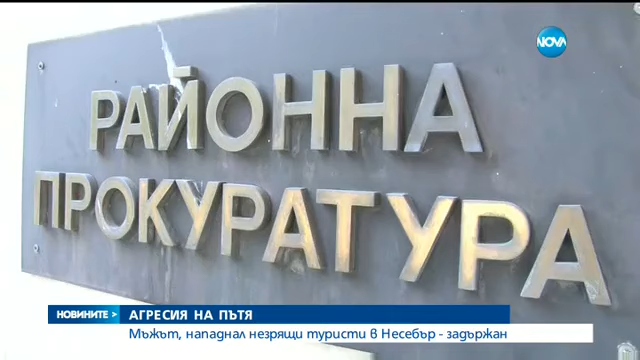 NOVA
РАЙОННА
ПРОКУРАТУРА
НОВИНИТЕ > АГРЕСИЯ НА ПЪТЯ
Мъжът, нападнал незрящи туристи в Несебър - задържан